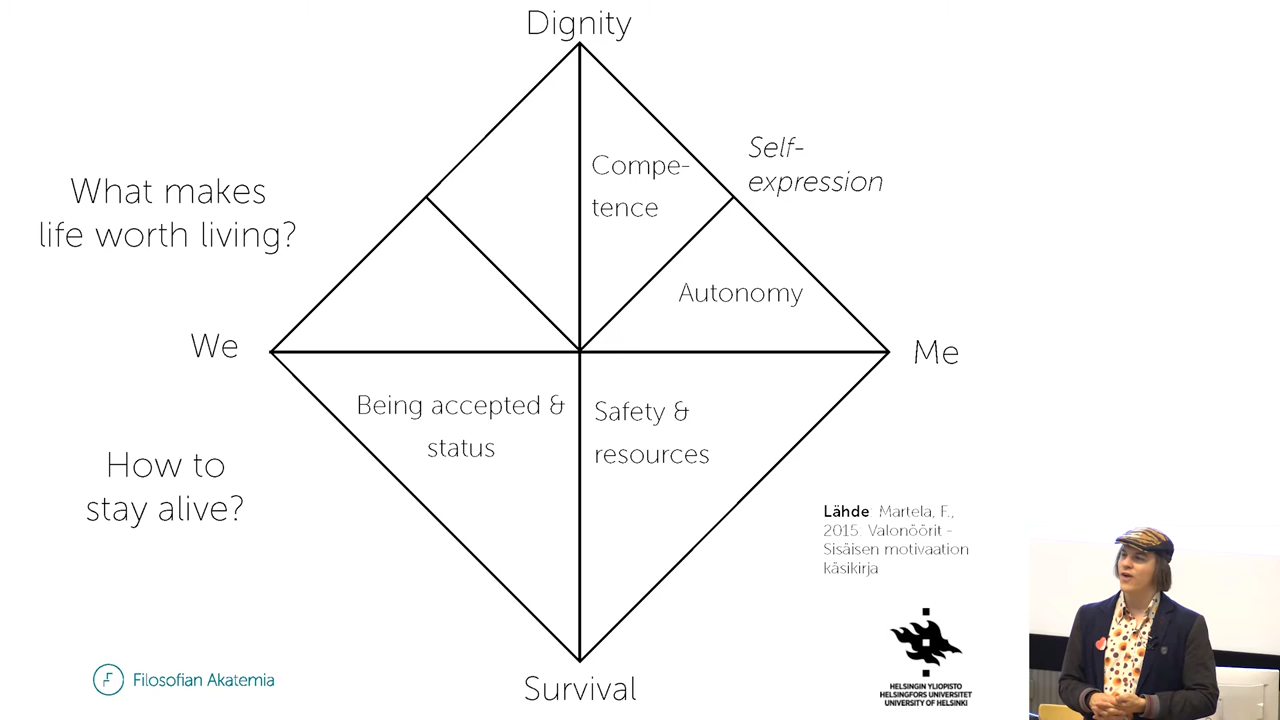 Dignity
Compe-
tence
Self-
expression
What makes
life worth living?
Autonomy
We
Me
Being accepted &
status
Safety &
resources
How to
stay alive?
Lähde: Martela, F.,
2015: Valonöörit -
Sisäisen motivaation
käsikirja
Survival
F Filosofian Akatemia
HELSINGIN YLIOPISTO
HELSINGFORS UNIVERSITET
UNIVERSITY OF HELSINKI